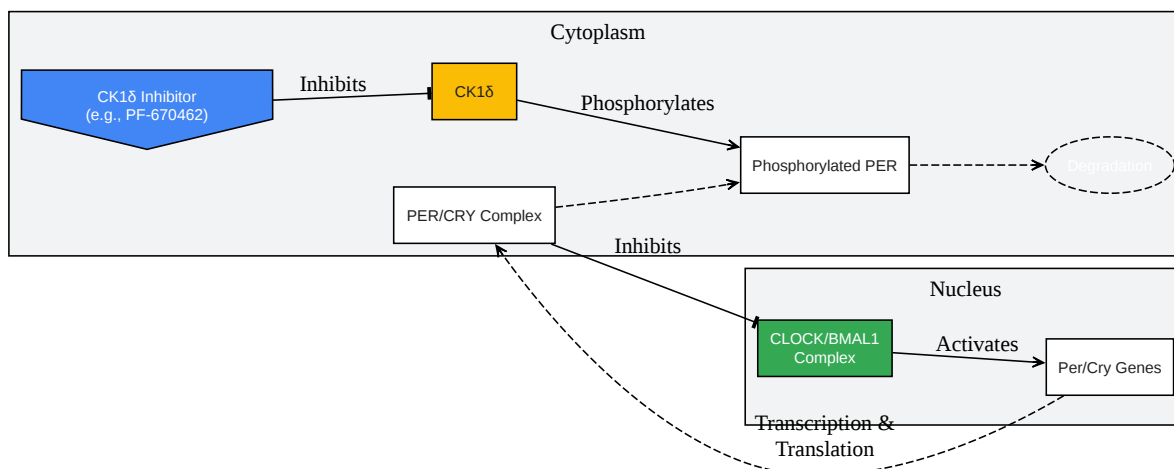 Cytoplasm
CK1δ Inhibitor
(e.g., PF-670462)
Inhibits
CK1δ
Phosphorylates
Phosphorylated PER
Degradation
PER/CRY Complex
Inhibits
Nucleus
CLOCK/BMAL1
Complex
Activates
Per/Cry Genes
Transcription &
Translation